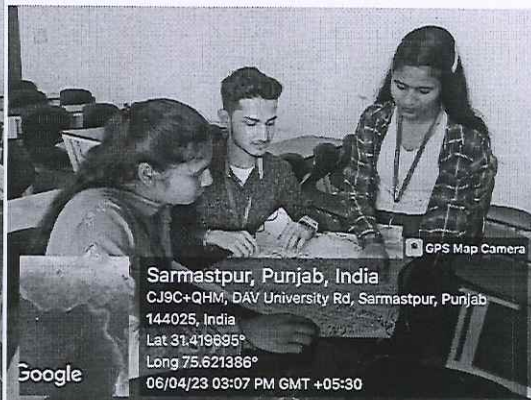 GPS Map Camera
Sarmastpur, Punjab, India
CJ9C+QHM, DAV University Rd, Sarmastpur, Punjab
144025, India
Lat 31.419695°
Long 75.621386°
06/04/23 03:07 PM GMT +05:30
Google